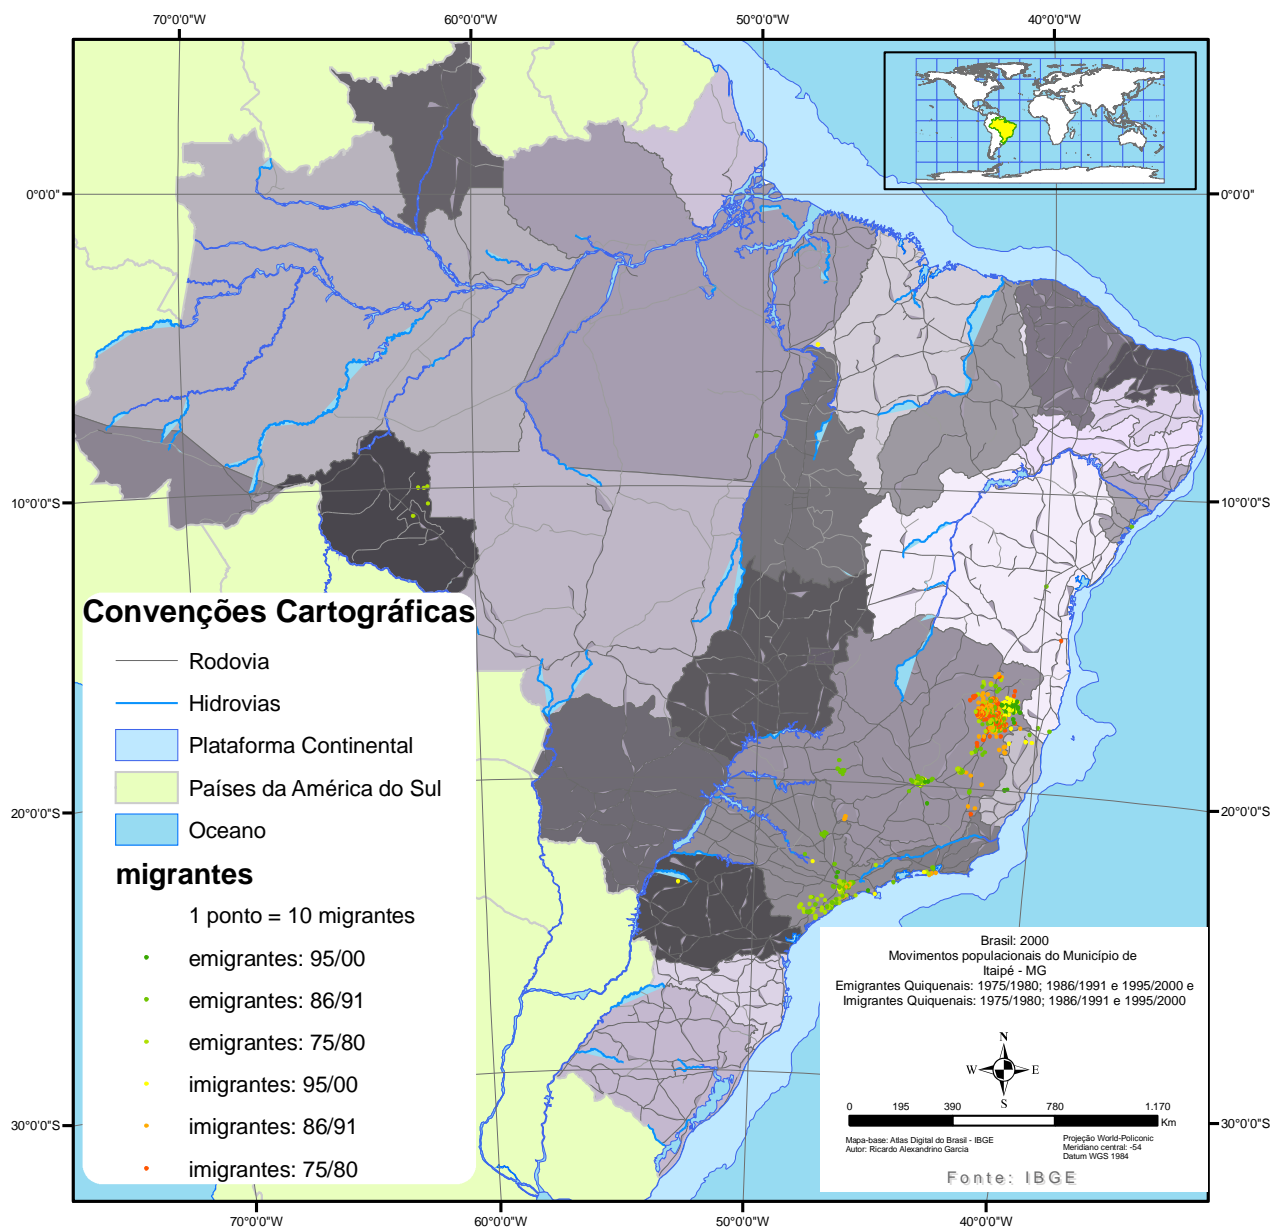 70°0'0"W 60°0'0"W 50°0'0"W 40°0'0"W
0°0'0" 0°0'0"
10°0'0"S 10°0'0"S
20°0'0"S 20°0'0"S
30°0'0"S 30°0'0"S
Convenções Cartográficas
Rodovia
Hidrovias
Plataforma Continental
Países da América do Sul
Oceano
migrantes
1 ponto = 10 migrantes
emigrantes: 95/00
emigrantes: 86/91
emigrantes: 75/80
imigrantes: 95/00
imigrantes: 86/91
imigrantes: 75/80
Brasil: 2000
Movimentos populacionais do Município de
Itaipé - MG
Emigrantes Quiquenais: 1975/1980; 1986/1991 e 1995/2000 e
Imigrantes Quiquenais: 1975/1980; 1986/1991 e 1995/2000
N
W E
S
0 195 390 780 1.170
Km
Mapa-base: Atlas Digital do Brasil - IBGE
Autor: Ricardo Alexandrino Garcia
Projeção World-Policonic
Meridiano central: -54
Datum WGS 1984
Fonte: IBGE
70°0'0"W 60°0'0"W 50°0'0"W 40°0'0"W